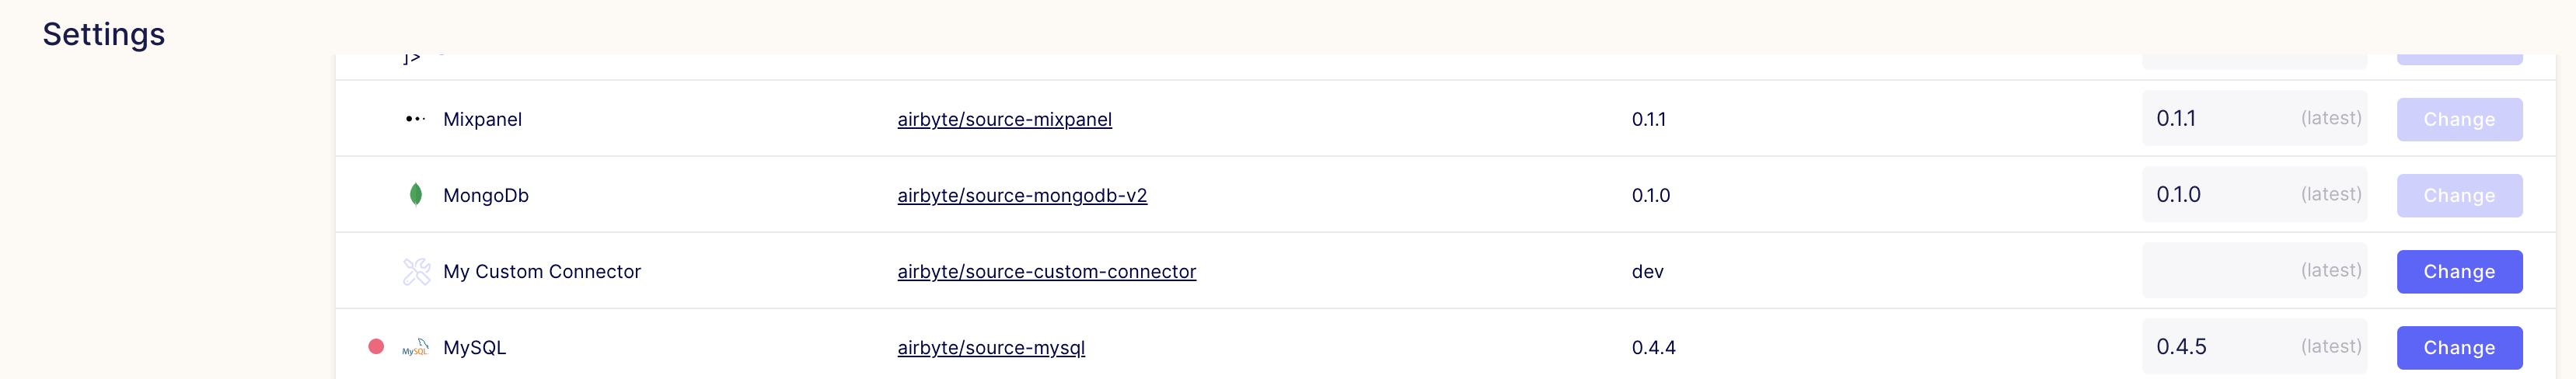 Settings
]>
Mixpanel airbyte/source-mixpanel 0.1.1 0.1.1 (latest) Change
MongoDb airbyte/source-mongodb-v2 0.1.0 0.1.0 (latest) Change
My Custom Connector airbyte/source-custom-connector dev (latest) Change
MySQL MySQL airbyte/source-mysql 0.4.4 0.4.5 (latest) Change